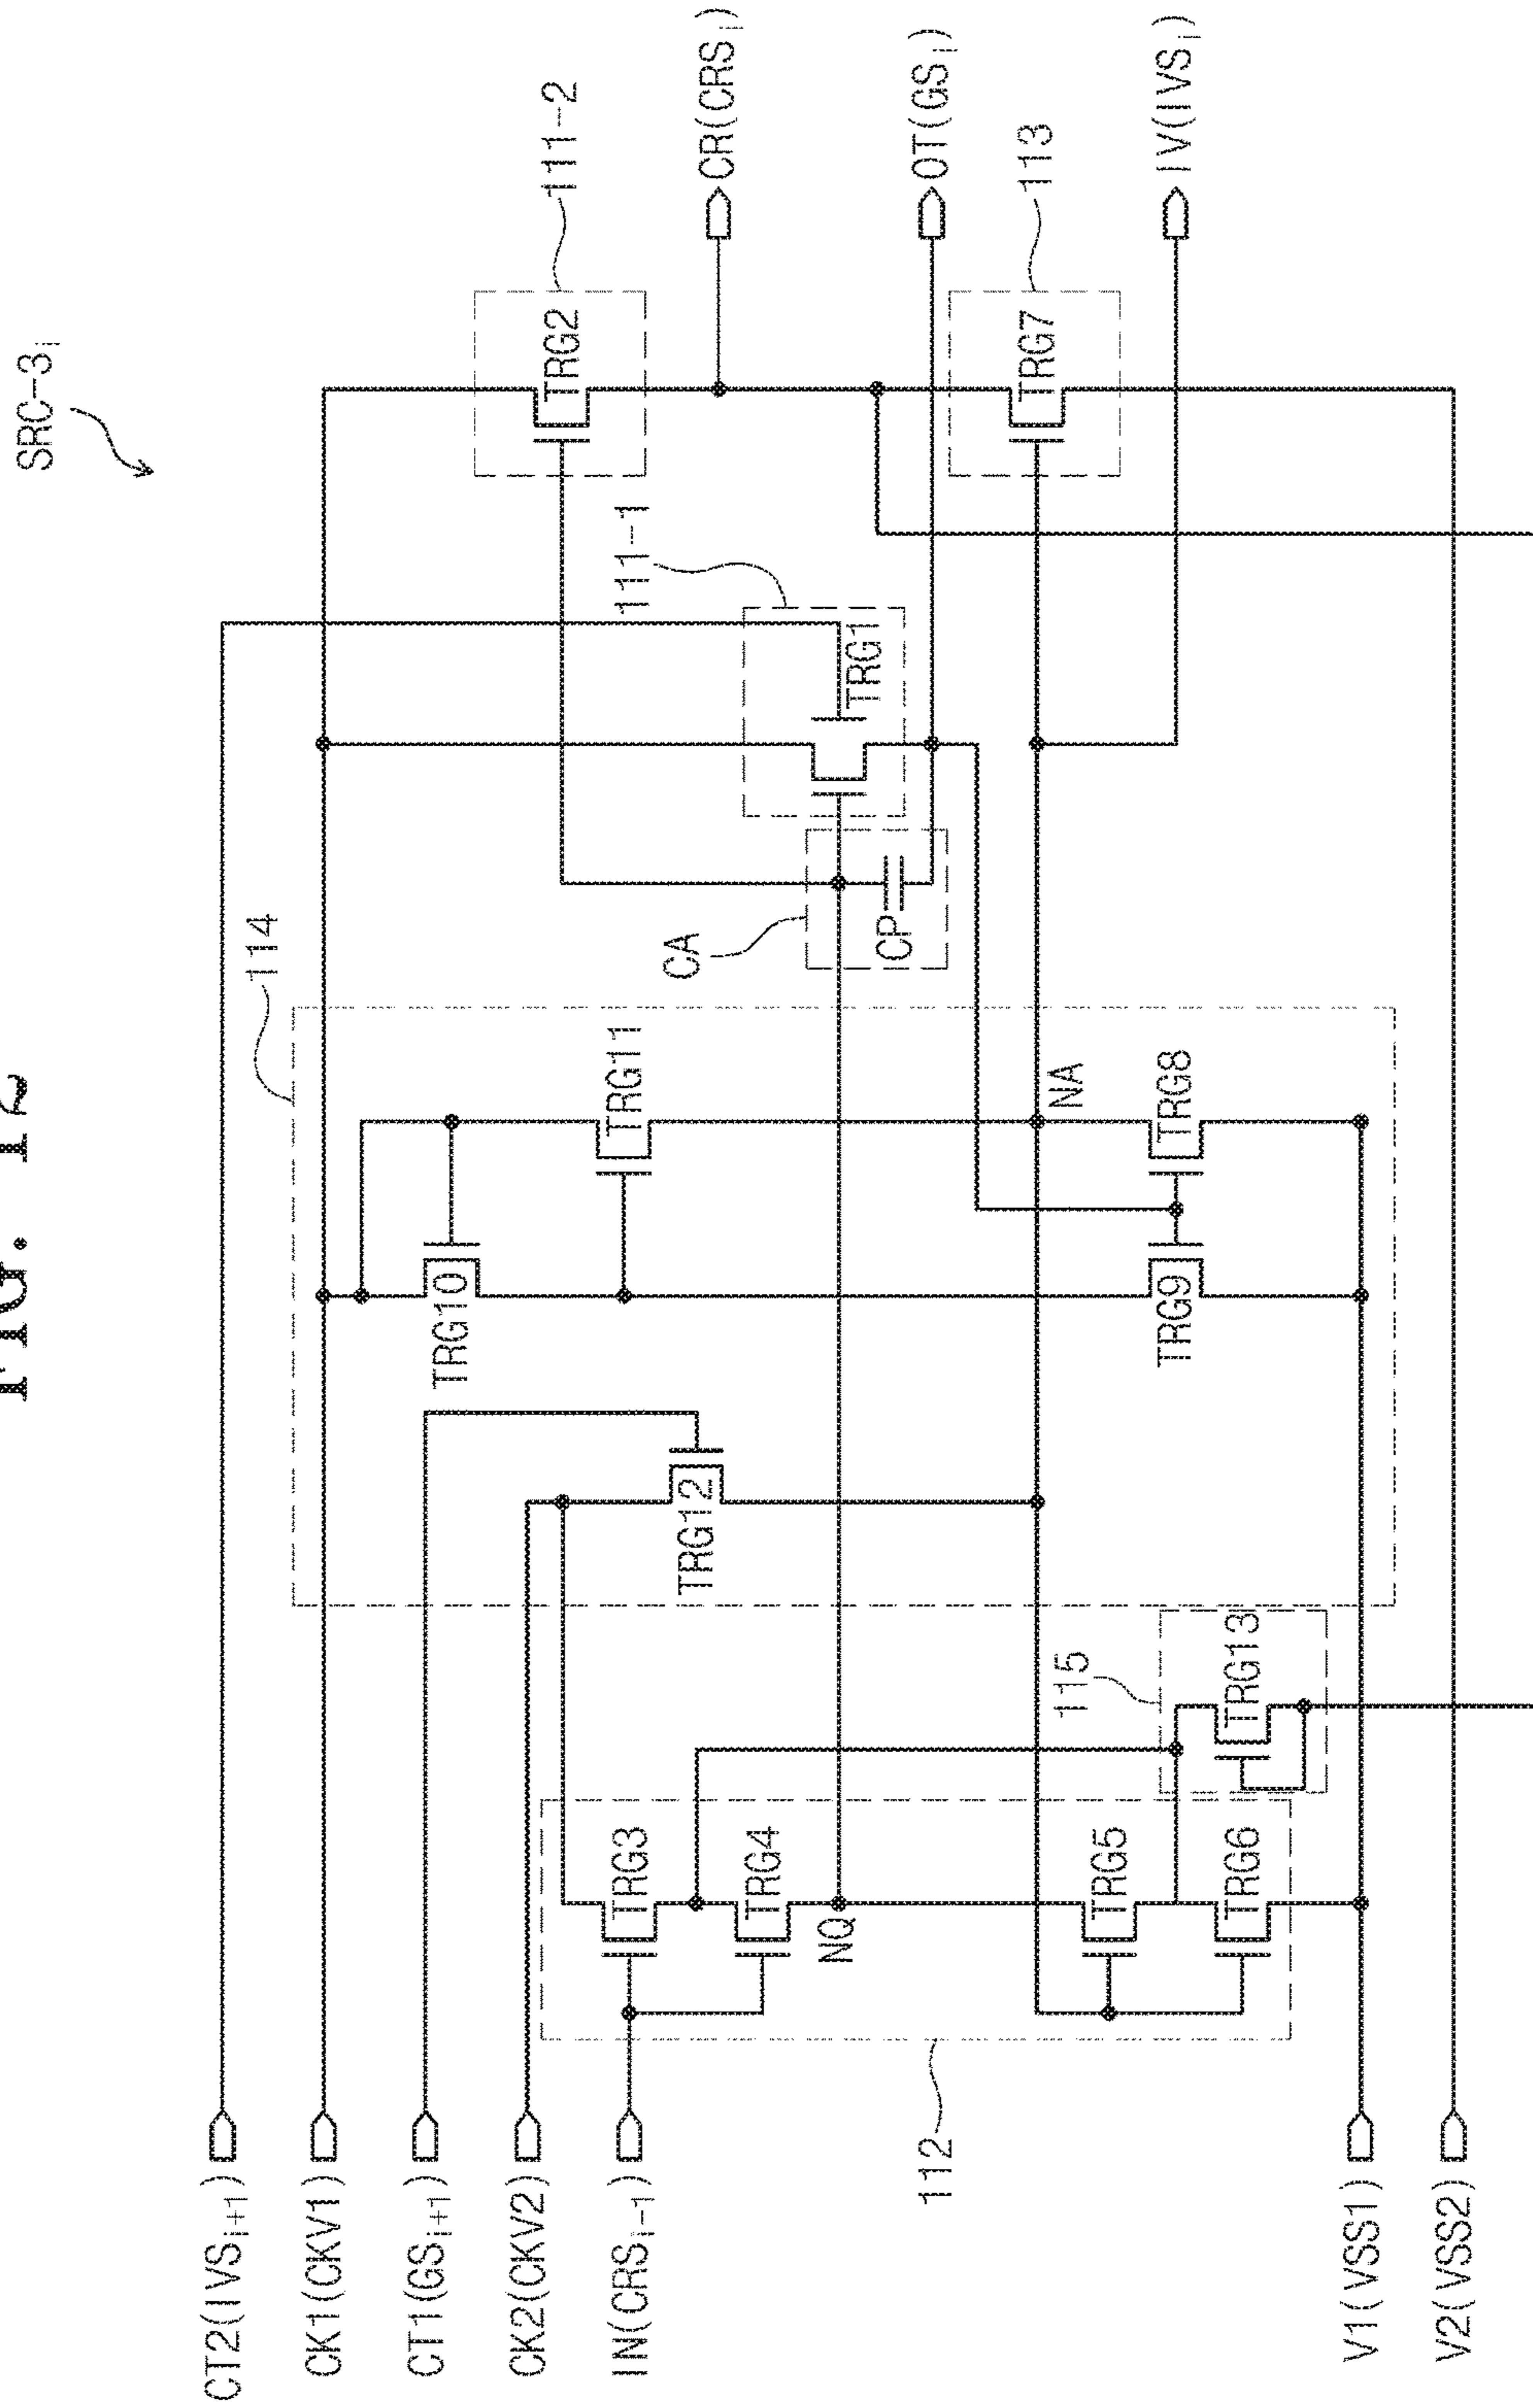 FIG. 12
SRC-3i
CT2(IVSi+1)
CK1(CKV1)
CT1(GSi+1)
CK2(CKV2)
IN(CRSi-1)
V1(VSS1)
V2(VSS2)
112
TRG3
TRG4
NQ
TRG5
TRG6
115
TRG13
114
TRG12
TRG10
TRG11
TRG9
TRG8
NA
CA
CP
111-1
TRG1
111-2
TRG2
113
TRG7
CR(CRSi)
OT(GSi)
IV(IVSi)